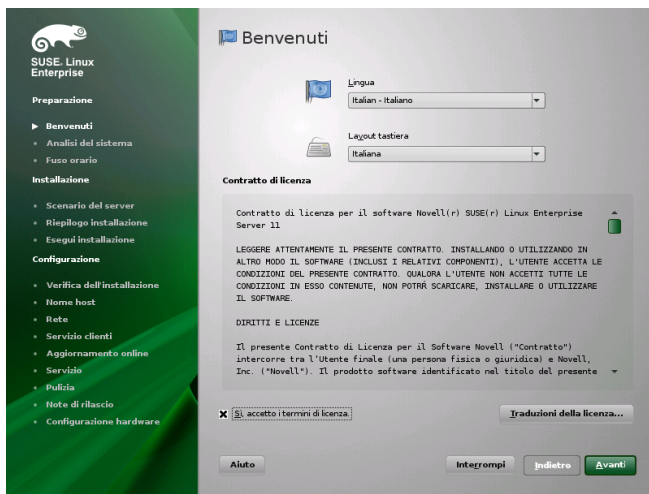 SUSE. Linux
Enterprise
Preparazione
Benvenuti
Analisi del sistema
Fuso orario
Installazione
Scenario del server
Riepilogo installazione
Esegui installazione
Configurazione
Verifica dell'installazione
Nome host
Rete
Servizio clienti
Aggiornamento online
Servizio
Pulizia
Note di rilascio
Configurazione hardware
Benvenuti
Lingua
Italian - Italiano
Layout tastiera
Italiana
Contratto di licenza
Contratto di licenza per il software Novell(r) SUSE(r) Linux Enterprise
Server 11
LEGGERE ATTENTAMENTE IL PRESENTE CONTRATTO. INSTALLANDO O UTILIZZANDO IN
ALTRO MODO IL SOFTWARE (INCLUSI I RELATIVI COMPONENTI), L'UTENTE ACCETTA LE
CONDIZIONI DEL PRESENTE CONTRATTO. QUALORA L'UTENTE NON ACCETTI TUTTE LE
CONDIZIONI IN ESSO CONTENUTE, NON POTRÁ SCARICARE, INSTALLARE O UTILIZZARE
IL SOFTWARE.
DIRITTI E LICENZE
Il presente Contratto di Licenza per il Software Novell ("Contratto")
intercorre tra l'Utente finale (una persona fisica o giuridica) e Novell,
Inc. ("Novell"). Il prodotto software identificato nel titolo del presente
Sì, accetto i termini di licenza.
Traduzioni della licenza...
Aiuto
Interrompi
Indietro
Avanti